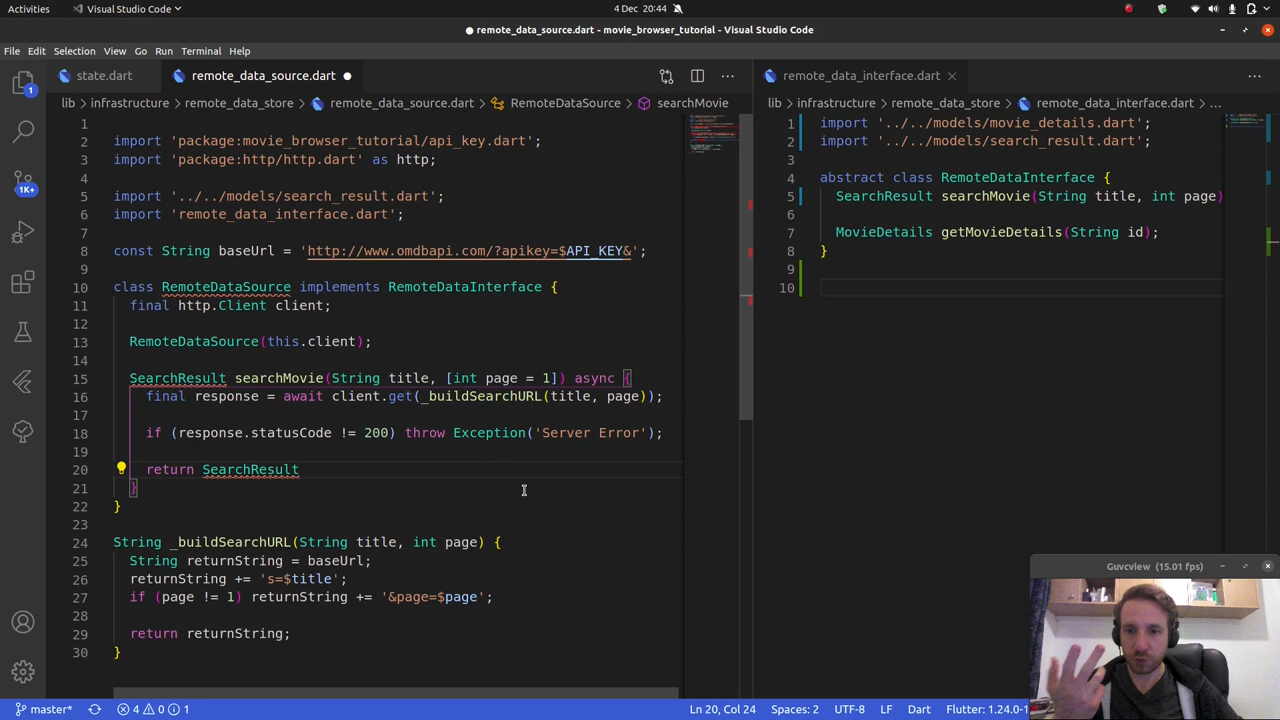 Activities
Visual Studio Code
4 Dec 20:44
remote_data_source.dart - movie_browser_tutorial - Visual Studio Code
File Edit Selection View Go Run Terminal Help
state.dart
remote_data_source.dart
lib > infrastructure > remote_data_store > remote_data_source.dart > RemoteDataSource > searchMovie
1
2 import 'package:movie_browser_tutorial/api_key.dart';
3 import 'package:http/http.dart' as http;
4
5 import '../../models/search_result.dart';
6 import 'remote_data_interface.dart';
7
8 const String baseUrl = 'http://www.omdbapi.com/?apikey=$API_KEY&';
9
10 class RemoteDataSource implements RemoteDataInterface {
11 final http.Client client;
12
13 RemoteDataSource(this.client);
14
15 SearchResult searchMovie(String title, [int page = 1]) async {
16 final response = await client.get(_buildSearchURL(title, page));
17
18 if (response.statusCode != 200) throw Exception('Server Error');
19
20 return SearchResult
21 }
22 }
23
24 String _buildSearchURL(String title, int page) {
25 String returnString = baseUrl;
26 returnString += 's=$title';
27 if (page != 1) returnString += '&page=$page';
28
29 return returnString;
30 }
remote_data_interface.dart
lib > infrastructure > remote_data_store > remote_data_interface.dart > ...
1 import '../../models/movie_details.dart';
2 import '../../models/search_result.dart';
3
4 abstract class RemoteDataInterface {
5 SearchResult searchMovie(String title, int page)
6
7 MovieDetails getMovieDetails(String id);
8 }
9
10
1
1K+
Guvcview (15.01 fps)
master*
4 0 1
Ln 20, Col 24
Spaces: 2
UTF-8
LF
Dart
Flutter: 1.24.0-1